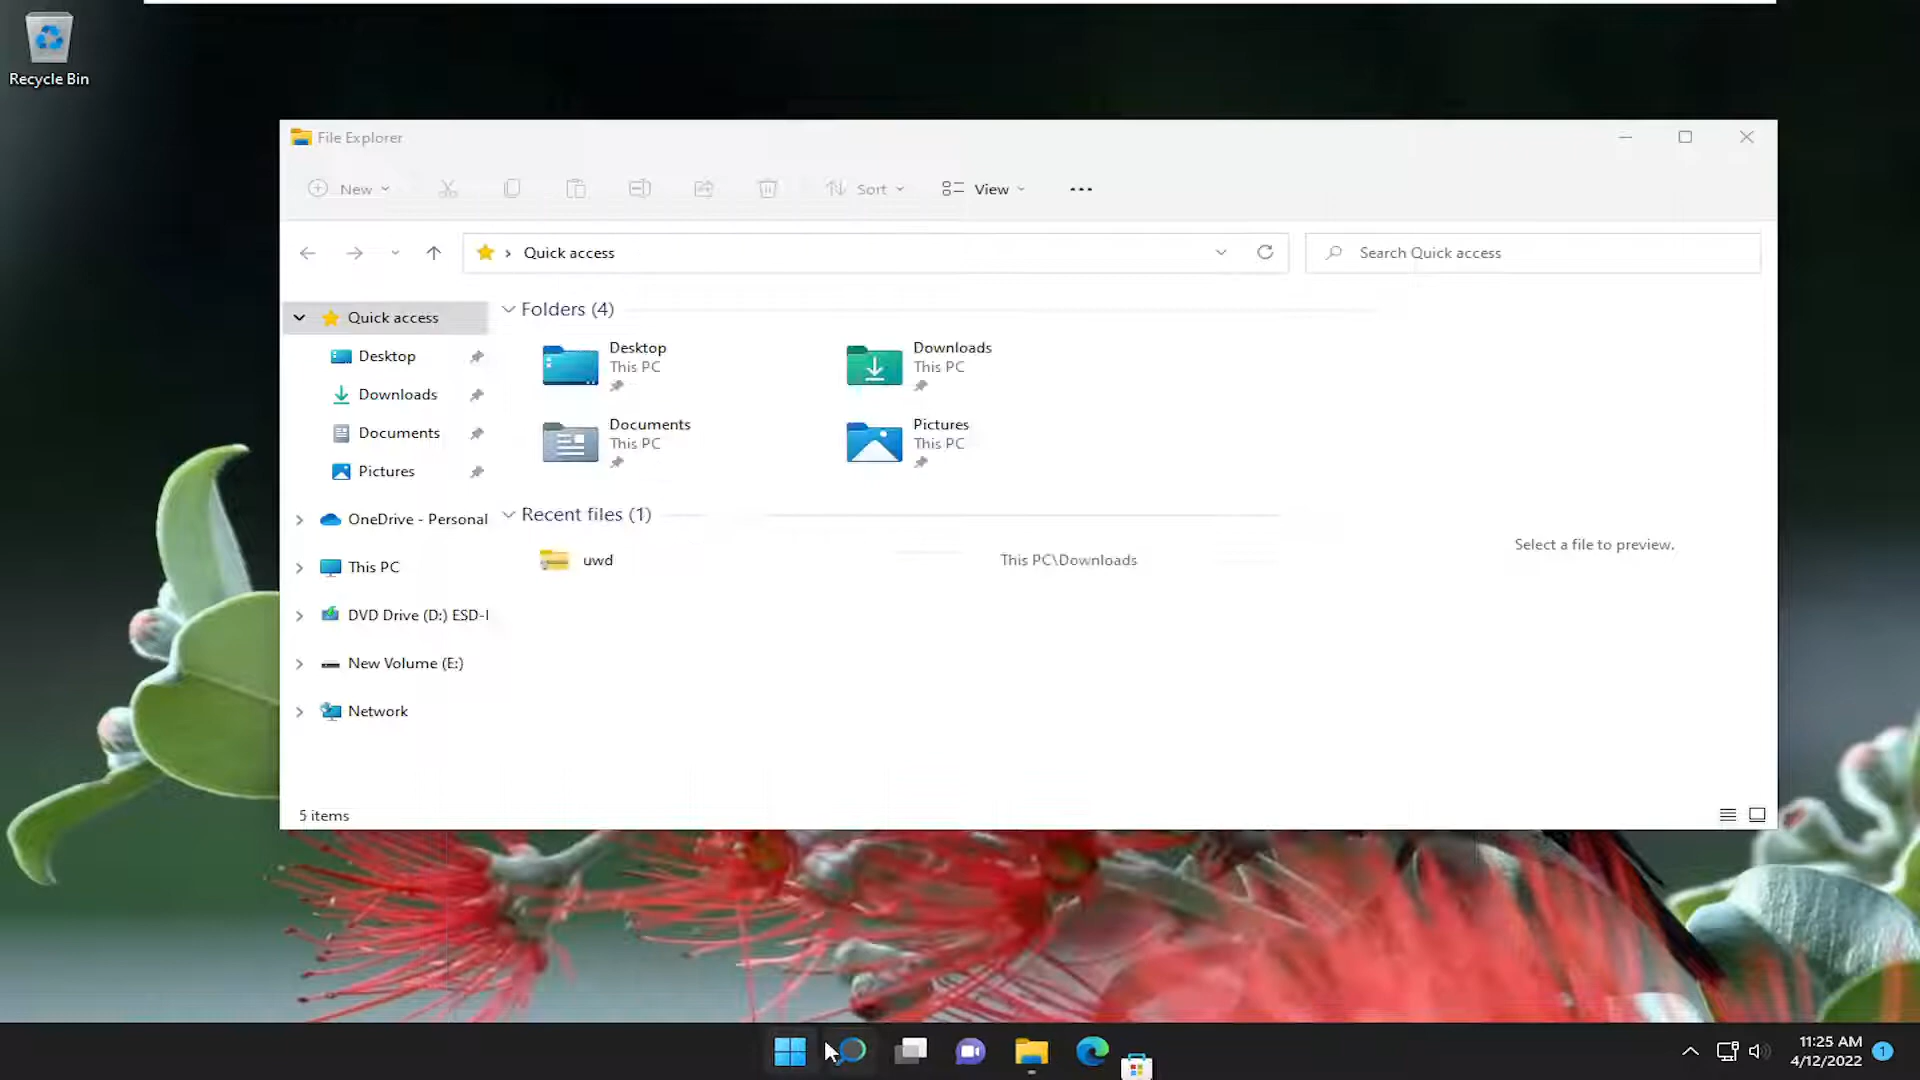 Recycle Bin
File Explorer
New
Sort
View
Quick access
Search Quick access
Quick access
Desktop
Downloads
Documents
Pictures
OneDrive - Personal
This PC
DVD Drive (D:) ESD-I
New Volume (E:)
Network
Folders (4)
Desktop
This PC
Downloads
This PC
Documents
This PC
Pictures
This PC
Recent files (1)
uwd
This PC\Downloads
Select a file to preview.
5 items
11:25 AM
4/12/2022
1